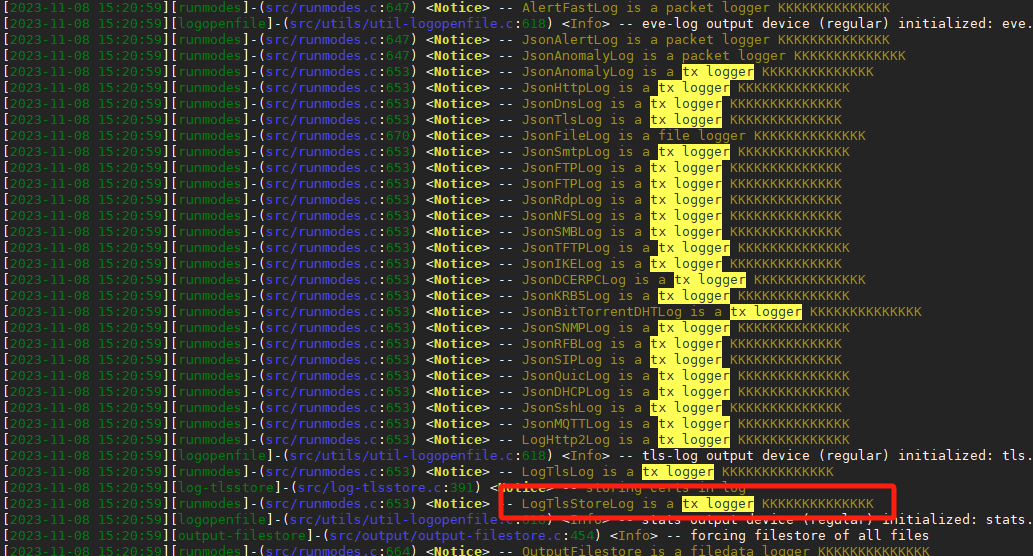 [2023-11-08 15:20:59][runmodes]-(src/runmodes.c:647) <Notice> -- AlertFastLog is a packet logger KKKKKKKKKKKKKK
[2023-11-08 15:20:59][logopenfile]-(src/utils/util-logopenfile.c:618) <Info> -- eve-log output device (regular) initialized: eve.
[2023-11-08 15:20:59][runmodes]-(src/runmodes.c:647) <Notice> -- JsonAlertLog is a packet logger KKKKKKKKKKKKKK
[2023-11-08 15:20:59][runmodes]-(src/runmodes.c:647) <Notice> -- JsonAnomalyLog is a packet logger KKKKKKKKKKKKKK
[2023-11-08 15:20:59][runmodes]-(src/runmodes.c:653) <Notice> -- JsonAnomalyLog is a tx logger KKKKKKKKKKKKKK
[2023-11-08 15:20:59][runmodes]-(src/runmodes.c:653) <Notice> -- JsonHttpLog is a tx logger KKKKKKKKKKKKKK
[2023-11-08 15:20:59][runmodes]-(src/runmodes.c:653) <Notice> -- JsonDnsLog is a tx logger KKKKKKKKKKKKKK
[2023-11-08 15:20:59][runmodes]-(src/runmodes.c:653) <Notice> -- JsonTlsLog is a tx logger KKKKKKKKKKKKKK
[2023-11-08 15:20:59][runmodes]-(src/runmodes.c:670) <Notice> -- JsonFileLog is a file logger KKKKKKKKKKKKKK
[2023-11-08 15:20:59][runmodes]-(src/runmodes.c:653) <Notice> -- JsonSmtpLog is a tx logger KKKKKKKKKKKKKK
[2023-11-08 15:20:59][runmodes]-(src/runmodes.c:653) <Notice> -- JsonFTPLog is a tx logger KKKKKKKKKKKKKK
[2023-11-08 15:20:59][runmodes]-(src/runmodes.c:653) <Notice> -- JsonFTPLog is a tx logger KKKKKKKKKKKKKK
[2023-11-08 15:20:59][runmodes]-(src/runmodes.c:653) <Notice> -- JsonRdpLog is a tx logger KKKKKKKKKKKKKK
[2023-11-08 15:20:59][runmodes]-(src/runmodes.c:653) <Notice> -- JsonNFSLog is a tx logger KKKKKKKKKKKKKK
[2023-11-08 15:20:59][runmodes]-(src/runmodes.c:653) <Notice> -- JsonSMBLog is a tx logger KKKKKKKKKKKKKK
[2023-11-08 15:20:59][runmodes]-(src/runmodes.c:653) <Notice> -- JsonTFTPLog is a tx logger KKKKKKKKKKKKKK
[2023-11-08 15:20:59][runmodes]-(src/runmodes.c:653) <Notice> -- JsonIKELog is a tx logger KKKKKKKKKKKKKK
[2023-11-08 15:20:59][runmodes]-(src/runmodes.c:653) <Notice> -- JsonDCERPCLog is a tx logger KKKKKKKKKKKKKK
[2023-11-08 15:20:59][runmodes]-(src/runmodes.c:653) <Notice> -- JsonKRB5Log is a tx logger KKKKKKKKKKKKKK
[2023-11-08 15:20:59][runmodes]-(src/runmodes.c:653) <Notice> -- JsonBitTorrentDHTLog is a tx logger KKKKKKKKKKKKKK
[2023-11-08 15:20:59][runmodes]-(src/runmodes.c:653) <Notice> -- JsonSNMPLog is a tx logger KKKKKKKKKKKKKK
[2023-11-08 15:20:59][runmodes]-(src/runmodes.c:653) <Notice> -- JsonRFBLog is a tx logger KKKKKKKKKKKKKK
[2023-11-08 15:20:59][runmodes]-(src/runmodes.c:653) <Notice> -- JsonSIPLog is a tx logger KKKKKKKKKKKKKK
[2023-11-08 15:20:59][runmodes]-(src/runmodes.c:653) <Notice> -- JsonQuicLog is a tx logger KKKKKKKKKKKKKK
[2023-11-08 15:20:59][runmodes]-(src/runmodes.c:653) <Notice> -- JsonDHCPLog is a tx logger KKKKKKKKKKKKKK
[2023-11-08 15:20:59][runmodes]-(src/runmodes.c:653) <Notice> -- JsonSshLog is a tx logger KKKKKKKKKKKKKK
[2023-11-08 15:20:59][runmodes]-(src/runmodes.c:653) <Notice> -- JsonMQTTLog is a tx logger KKKKKKKKKKKKKK
[2023-11-08 15:20:59][runmodes]-(src/runmodes.c:653) <Notice> -- LogHttp2Log is a tx logger KKKKKKKKKKKKKK
[2023-11-08 15:20:59][logopenfile]-(src/utils/util-logopenfile.c:618) <Info> -- tls-log output device (regular) initialized: tls.
[2023-11-08 15:20:59][runmodes]-(src/runmodes.c:653) <Notice> -- LogTlsLog is a tx logger KKKKKKKKKKKKKK
[2023-11-08 15:20:59][log-tlsstore]-(src/log-tlsstore.c:391) <Notice> -- storing certs in log
[2023-11-08 15:20:59][runmodes]-(src/runmodes.c:653) <Notice> -- LogTlsStoreLog is a tx logger KKKKKKKKKKKKKK
[2023-11-08 15:20:59][logopenfile]-(src/utils/util-logopenfile.c:618) <Info> -- stats output device (regular) initialized: stats.
[2023-11-08 15:20:59][output-filestore]-(src/output/output-filestore.c:454) <Info> -- forcing filestore of all files
[2023-11-08 15:20:59][runmodes]-(src/runmodes.c:664) <Notice> -- OutputFilestore is a filedata logger KKKKKKKKKKKKKK